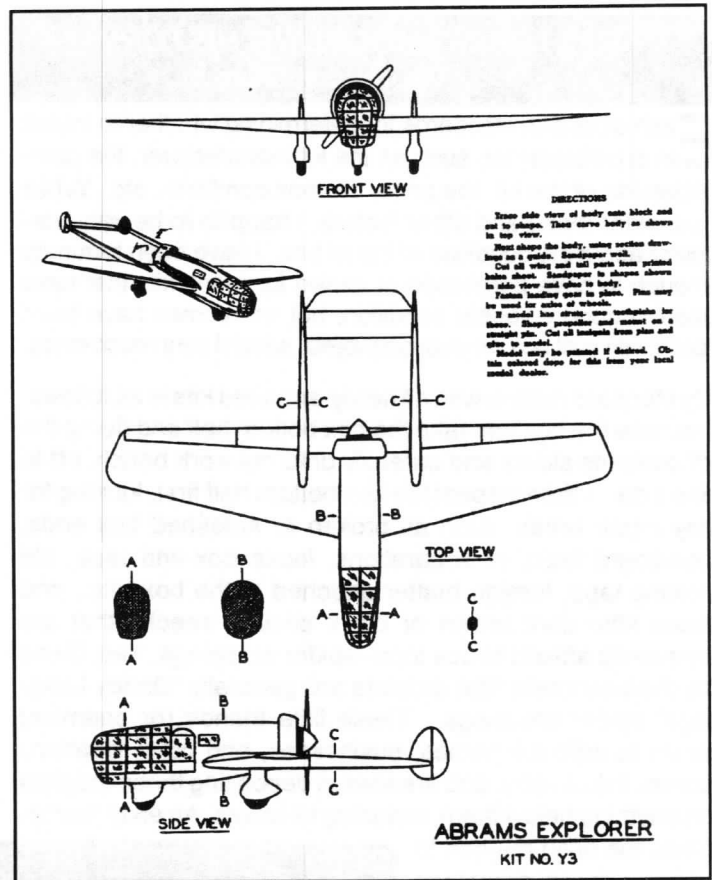 FRONT VIEW
DIRECTIONS
Trace side view of body onto block and
cut to shape. Then carve body as shown
in top view.
Next shape the body, using section draw-
ings as a guide. Sandpaper well.
Cut all wing and tail parts from printed
balsa sheet. Sandpaper to shapes shown
in side view and glue to body.
Fasten landing gear in place. Pins may
be used for axles of wheels.
If model has struts, use toothpicks for
these. Shape propeller and mount on a
straight pin. Cut all insignia from plans and
glue to model.
Model may be painted if desired. Ob-
tain colored dope for this from your local
model dealer.
C C C C
B B
TOP VIEW
A A
A B
C
C
A B
A B C
C
A B
SIDE VIEW
ABRAMS EXPLORER
KIT NO. Y3